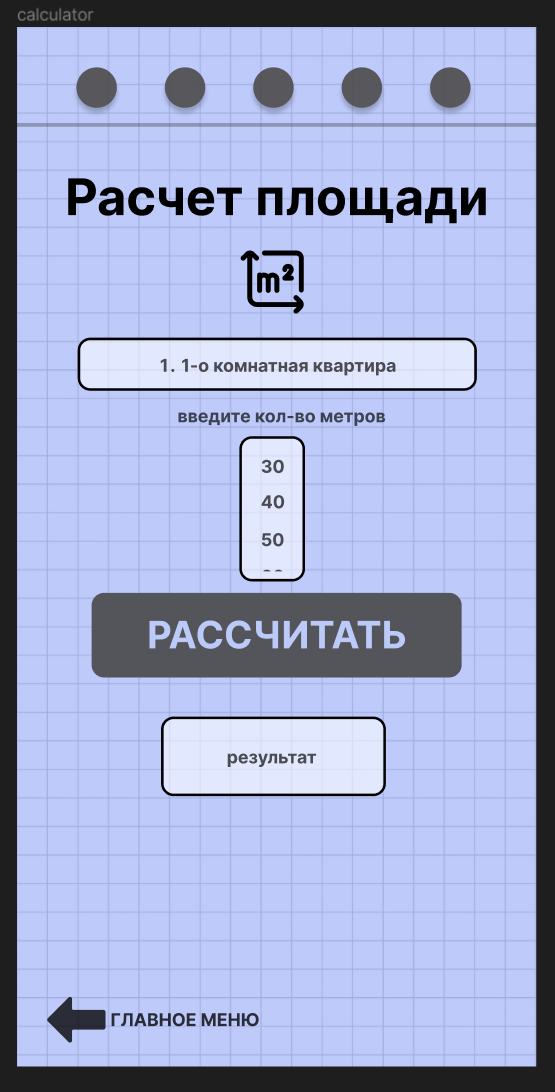 calculator
Расчет площади
m²
1. 1-о комнатная квартира
введите кол-во метров
30
40
50
РАССЧИТАТЬ
результат
ГЛАВНОЕ МЕНЮ